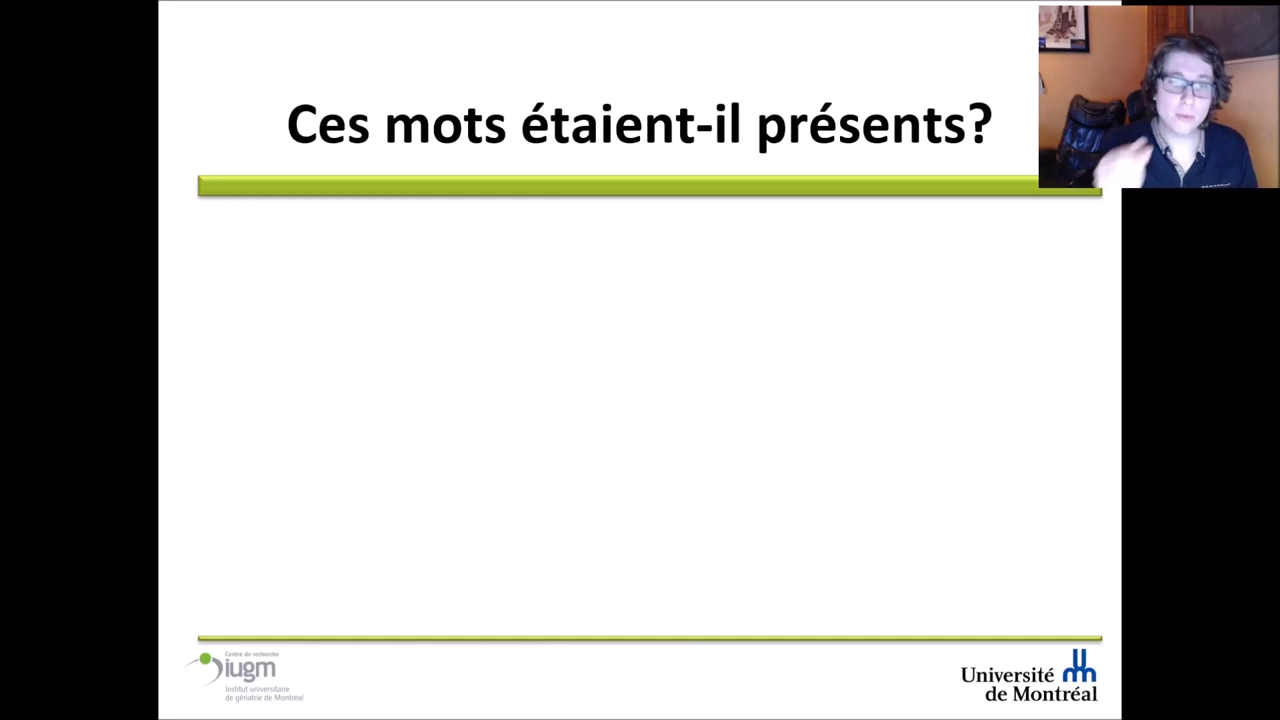 Ces mots étaient-il présents?
Centre de recherche
iugm
Institut universitaire
de gériatrie de Montréal
Université
de Montréal